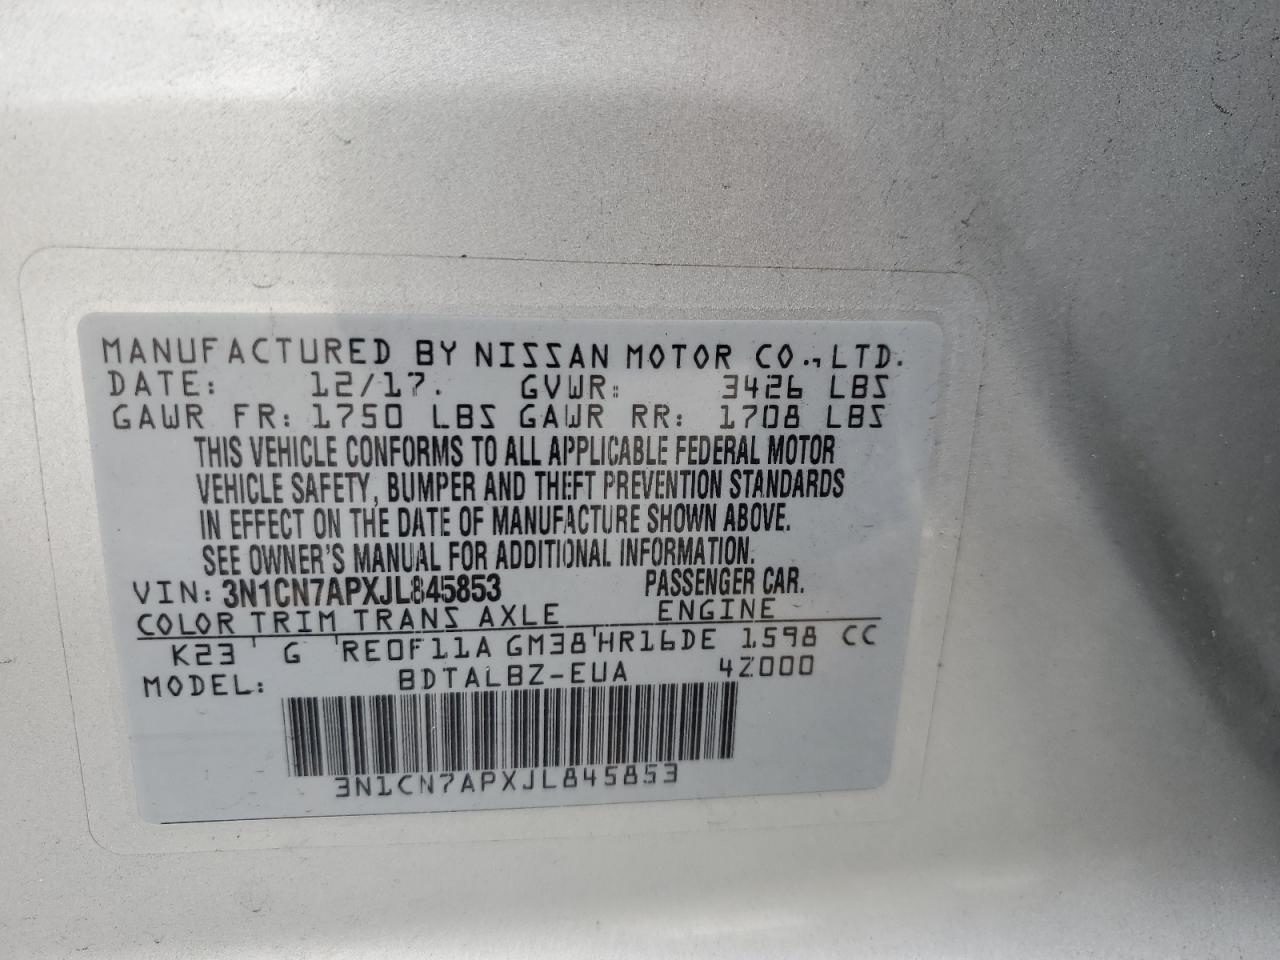 MANUFACTURED BY NISSAN MOTOR CO., LTD.
DATE: 12/17. GVWR: 3426 LBS
GAWR FR: 1750 LBS GAWR RR: 1708 LBS
THIS VEHICLE CONFORMS TO ALL APPLICABLE FEDERAL MOTOR
VEHICLE SAFETY, BUMPER AND THEFT PREVENTION STANDARDS
IN EFFECT ON THE DATE OF MANUFACTURE SHOWN ABOVE.
SEE OWNER'S MANUAL FOR ADDITIONAL INFORMATION.
VIN: 3N1CN7APXJL845853 PASSENGER CAR.
COLOR TRIM TRANS AXLE ENGINE
K23 G RE0F11A GM38 HR16DE 1598 CC
MODEL: BDTALBZ-EUA 4Z000
3N1CN7APXJL845853